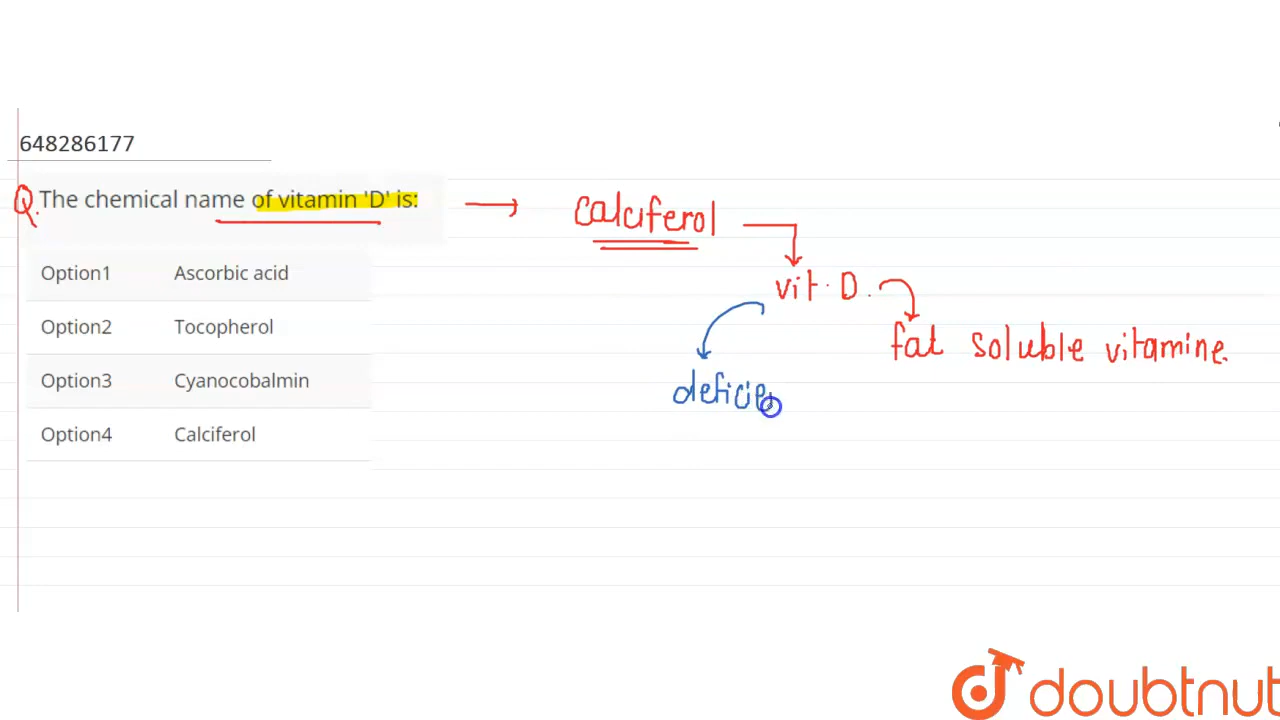 648286177
Q. The chemical name of vitamin 'D' is: → calciferol
vit. D.
Option1 Ascorbic acid
Option2 Tocopherol
fat soluble vitamine.
Option3 Cyanocobalmin
deficie
Option4 Calciferol
doubtnut